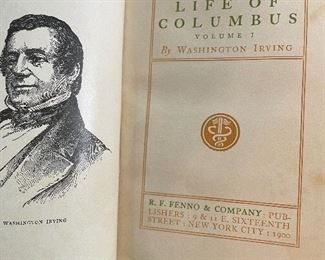 WASHINGTON IRVING
LIFE OF
COLUMBUS
VOLUME I
By WASHINGTON IRVING
R. F. FENNO & COMPANY : PUB-
LISHERS : 9 & 11 E. SIXTEENTH
STREET : NEW YORK CITY : 1900